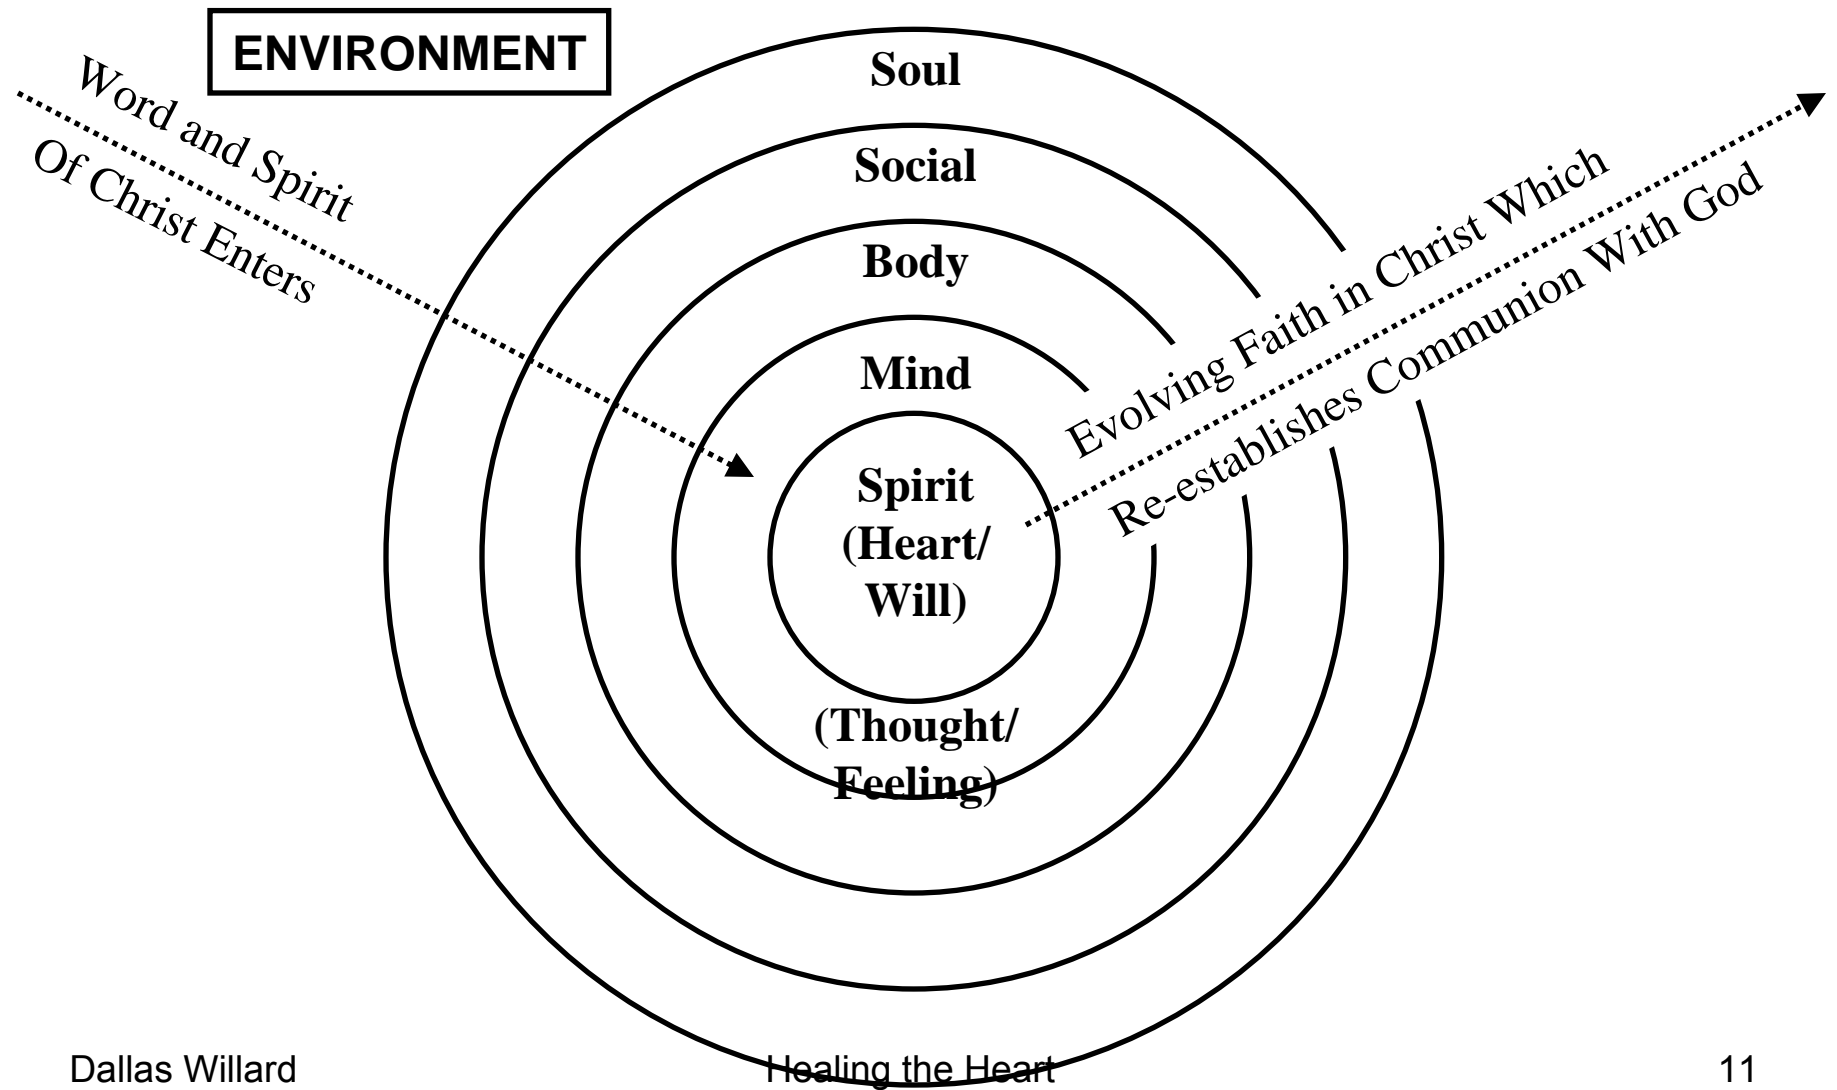 ENVIRONMENT
Word and Spirit
Of Christ Enters
Soul
Social
Body
Mind
Spirit
(Heart/
Will)
(Thought/
Feeling)
Evolving Faith in Christ Which
Re-establishes Communion With God
Dallas Willard
Healing the Heart
11